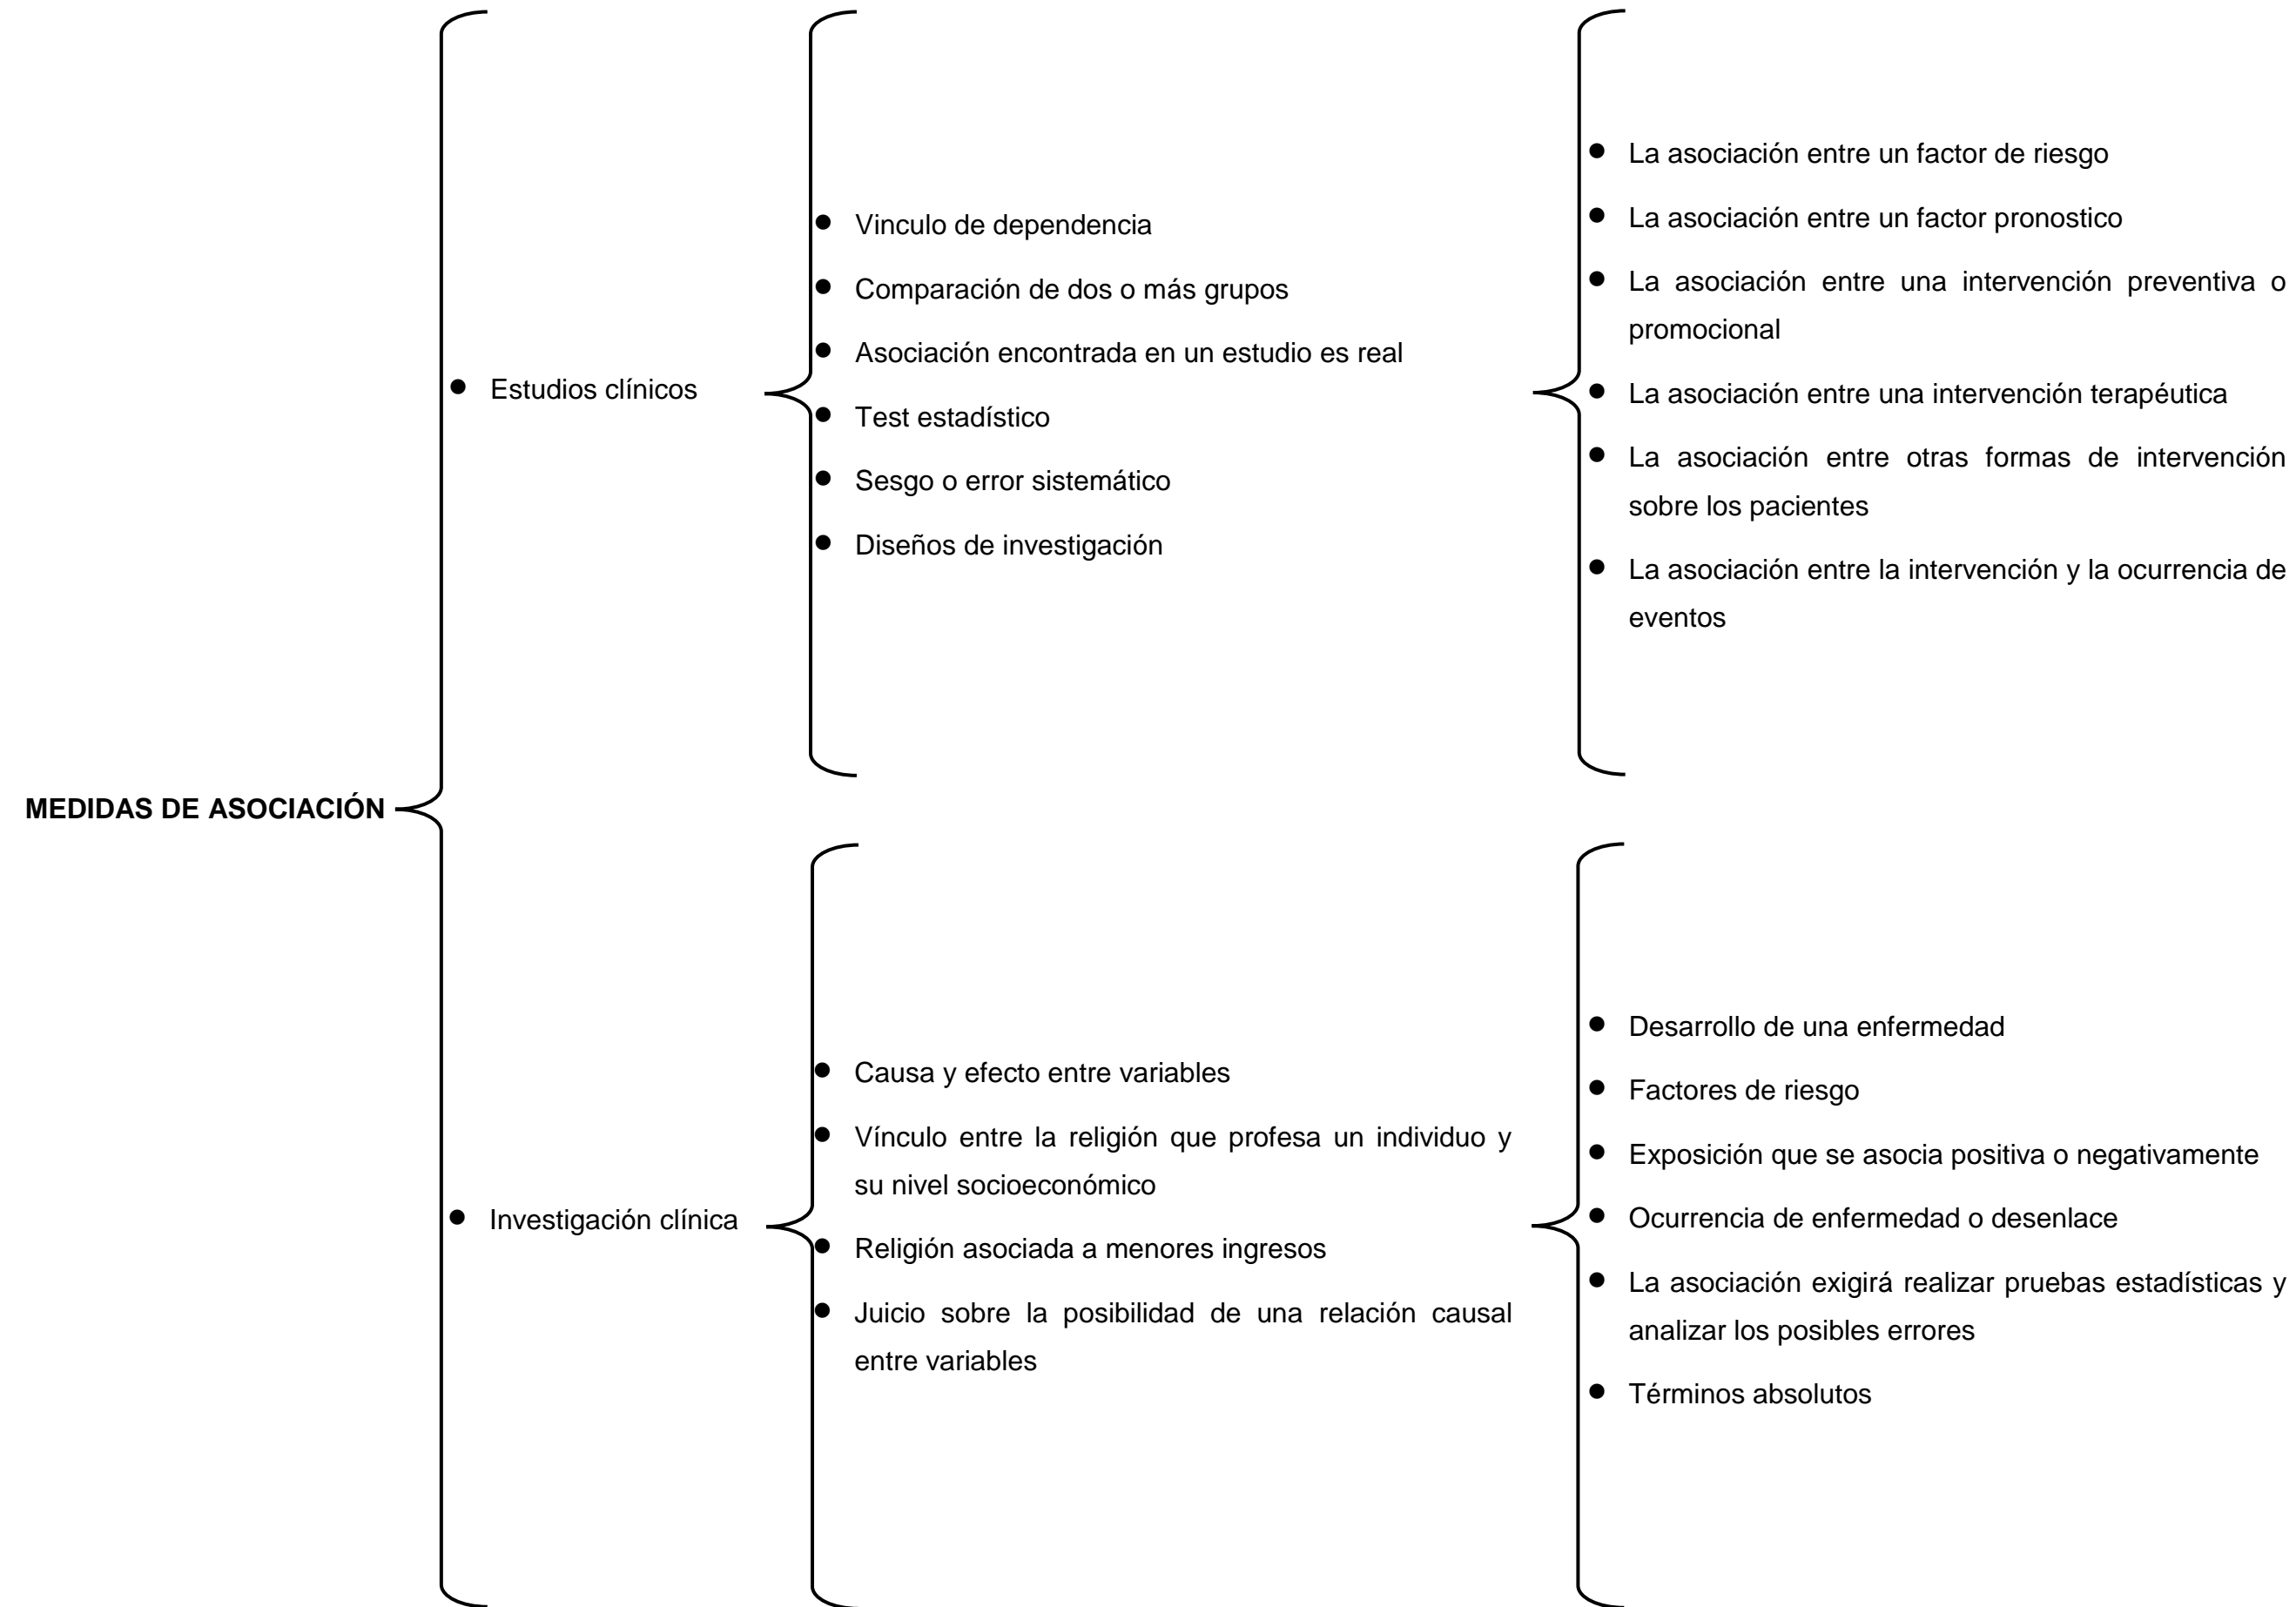 MEDIDAS DE ASOCIACIÓN
● Estudios clínicos
● Vinculo de dependencia
● Comparación de dos o más grupos
● Asociación encontrada en un estudio es real
● Test estadístico
● Sesgo o error sistemático
● Diseños de investigación
● La asociación entre un factor de riesgo
● La asociación entre un factor pronostico
● La asociación entre una intervención preventiva o
promocional
● La asociación entre una intervención terapéutica
● La asociación entre otras formas de intervención
sobre los pacientes
● La asociación entre la intervención y la ocurrencia de
eventos
● Investigación clínica
● Causa y efecto entre variables
● Vínculo entre la religión que profesa un individuo y
su nivel socioeconómico
● Religión asociada a menores ingresos
● Juicio sobre la posibilidad de una relación causal
entre variables
● Desarrollo de una enfermedad
● Factores de riesgo
● Exposición que se asocia positiva o negativamente
● Ocurrencia de enfermedad o desenlace
● La asociación exigirá realizar pruebas estadísticas y
analizar los posibles errores
● Términos absolutos